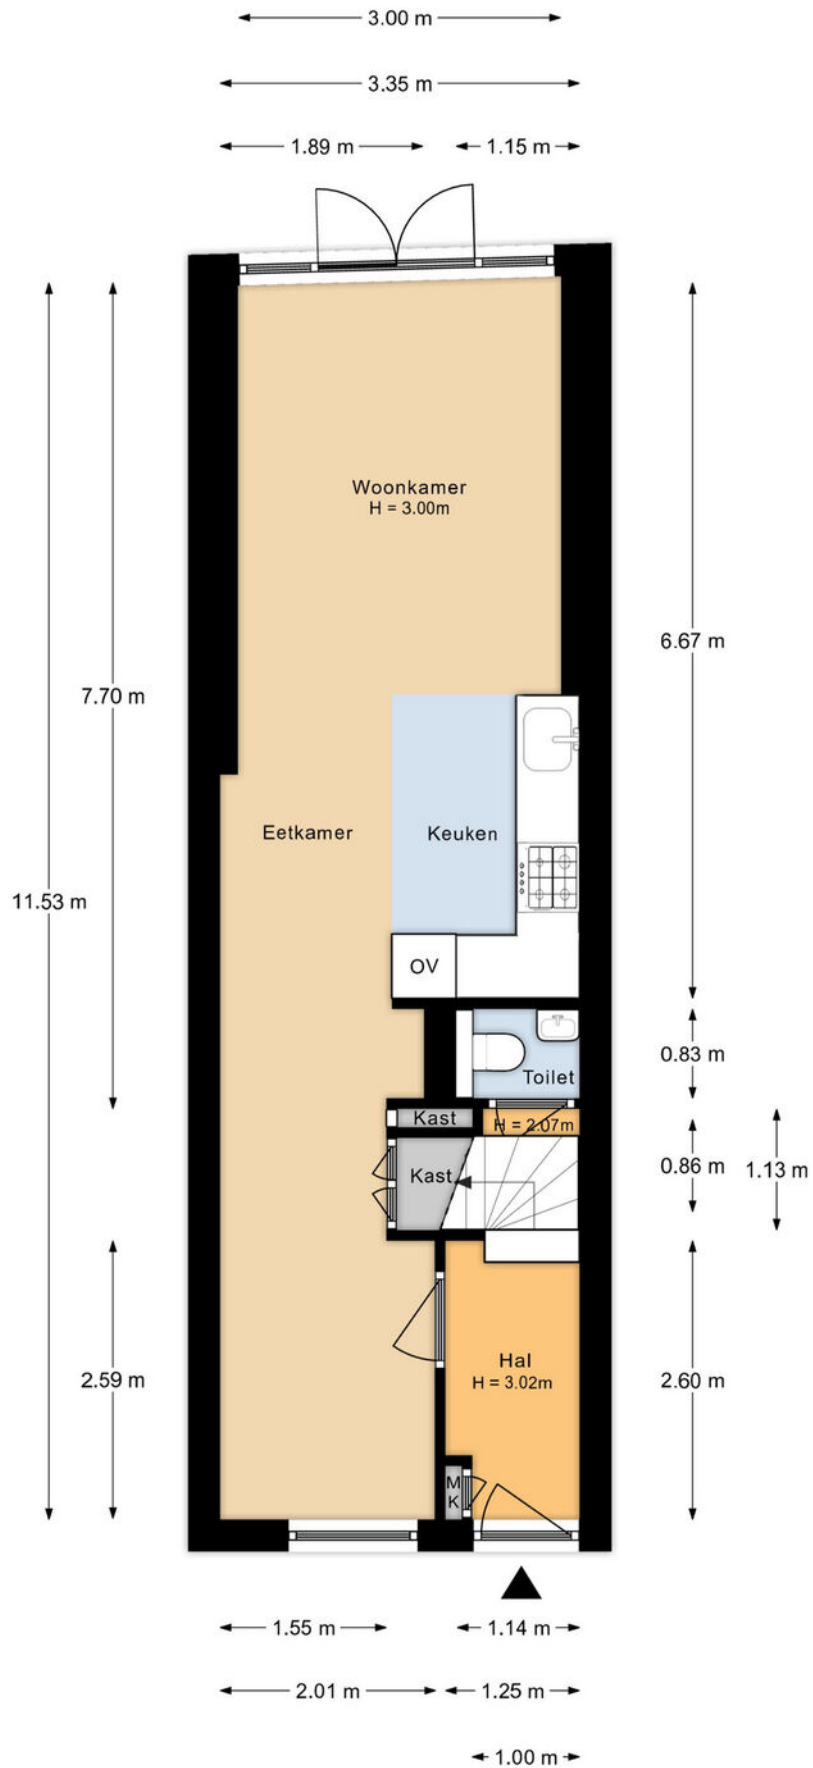 3.00 m
3.35 m
1.89 m
1.15 m
Woonkamer
H = 3.00m
6.67 m
7.70 m
Eetkamer
Keuken
11.53 m
OV
0.83 m
Toilet
Kast
H = 2.07m
Kast
0.86 m
1.13 m
Hal
H = 3.02m
2.59 m
2.60 m
M
K
1.55 m
1.14 m
2.01 m
1.25 m
1.00 m